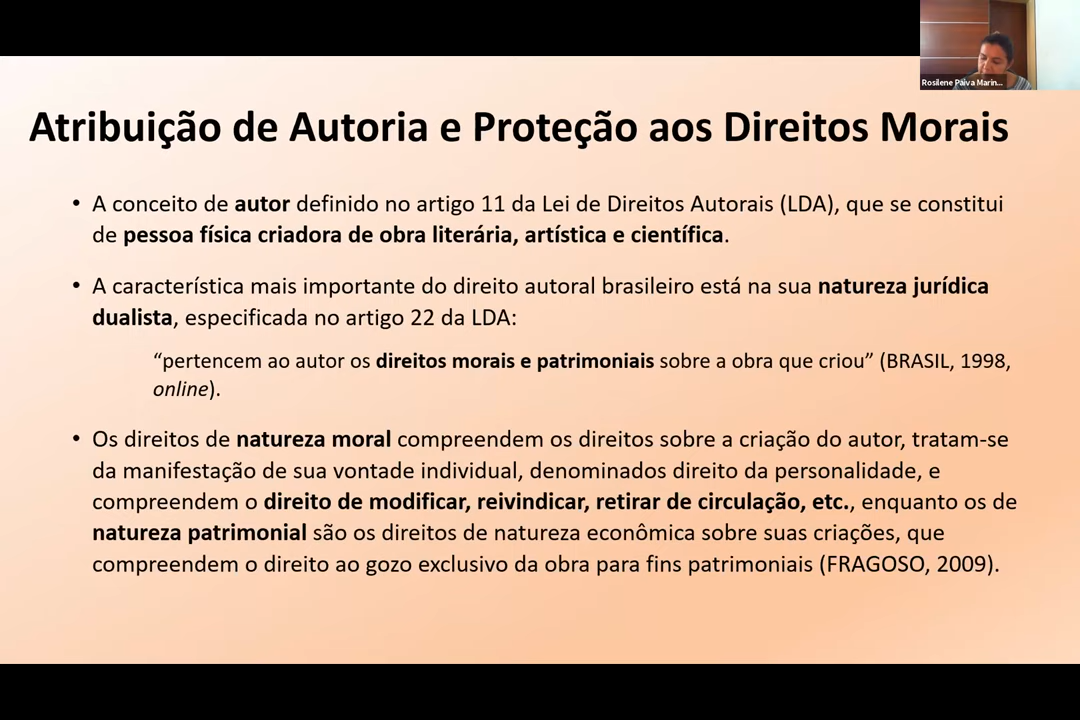 Rosilene Paiva Marin...
Atribuição de Autoria e Proteção aos Direitos Morais
• A conceito de autor definido no artigo 11 da Lei de Direitos Autorais (LDA), que se constitui
de pessoa física criadora de obra literária, artística e científica.
• A característica mais importante do direito autoral brasileiro está na sua natureza jurídica
dualista, especificada no artigo 22 da LDA:
“pertencem ao autor os direitos morais e patrimoniais sobre a obra que criou” (BRASIL, 1998,
online).
• Os direitos de natureza moral compreendem os direitos sobre a criação do autor, tratam-se
da manifestação de sua vontade individual, denominados direito da personalidade, e
compreendem o direito de modificar, reivindicar, retirar de circulação, etc., enquanto os de
natureza patrimonial são os direitos de natureza econômica sobre suas criações, que
compreendem o direito ao gozo exclusivo da obra para fins patrimoniais (FRAGOSO, 2009).